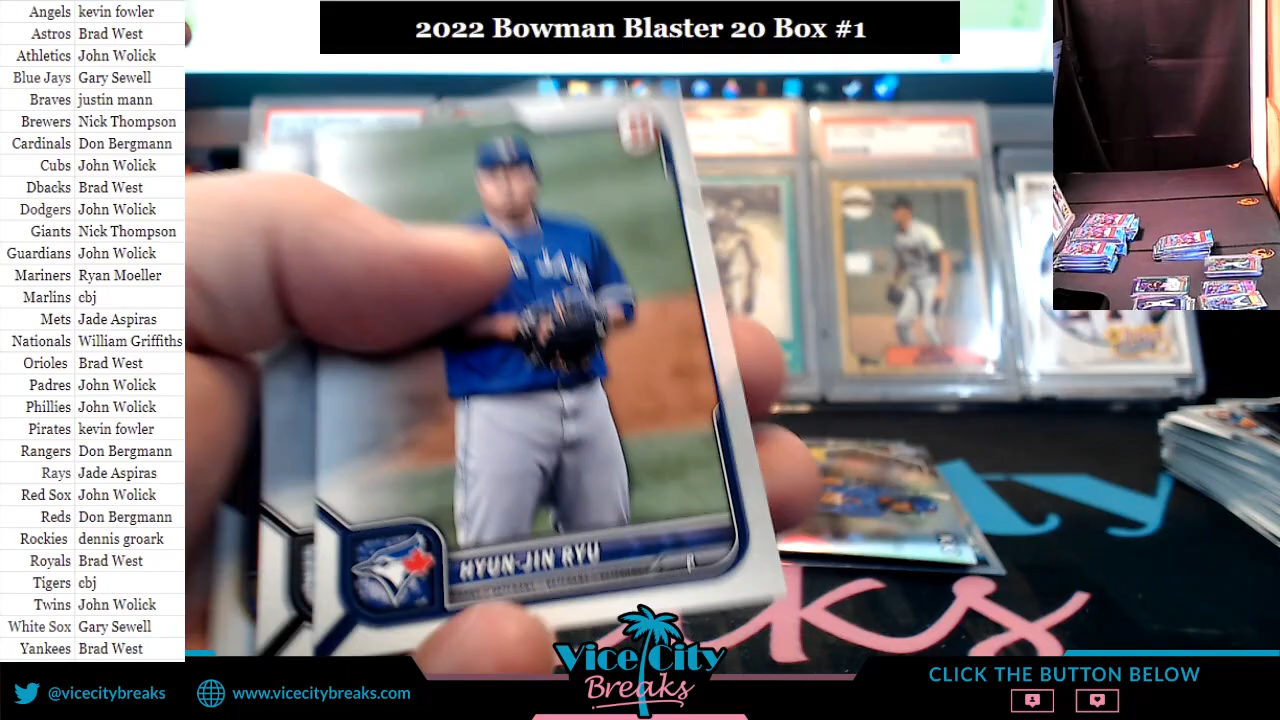 2022 Bowman Blaster 20 Box #1
Angels kevin fowler
Astros Brad West
Athletics John Wolick
Blue Jays Gary Sewell
Braves justin mann
Brewers Nick Thompson
Cardinals Don Bergmann
Cubs John Wolick
Dbacks Brad West
Dodgers John Wolick
Giants Nick Thompson
Guardians John Wolick
Mariners Ryan Moeller
Marlins cbj
Mets Jade Aspiras
Nationals William Griffiths
Orioles Brad West
Padres John Wolick
Phillies John Wolick
Pirates kevin fowler
Rangers Don Bergmann
Rays Jade Aspiras
Red Sox John Wolick
Reds Don Bergmann
Rockies dennis groark
Royals Brad West
Tigers cbj
Twins John Wolick
White Sox Gary Sewell
Yankees Brad West
HYUN-JIN RYU
@vicecitybreaks
www.vicecitybreaks.com
Vice City
Breaks
CLICK THE BUTTON BELOW